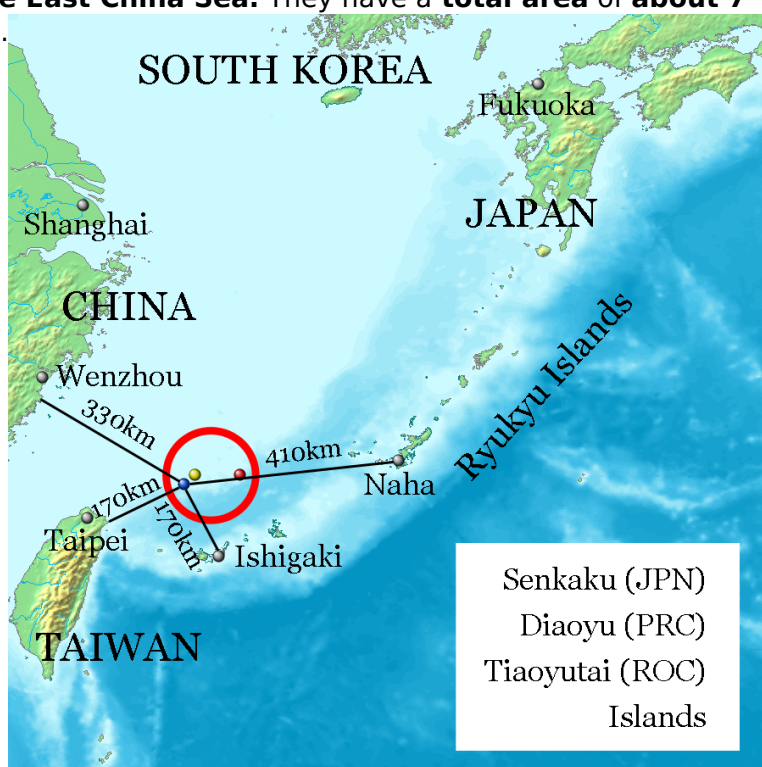 e East China Sea. They have a total area of about 7
.
SOUTH KOREA
Fukuoka
JAPAN
Shanghai
CHINA
Wenzhou
330km
410km
Ryukyu Islands
Naha
170km
170km
Taipei
Ishigaki
TAIWAN
Senkaku (JPN)
Diaoyu (PRC)
Tiaoyutai (ROC)
Islands